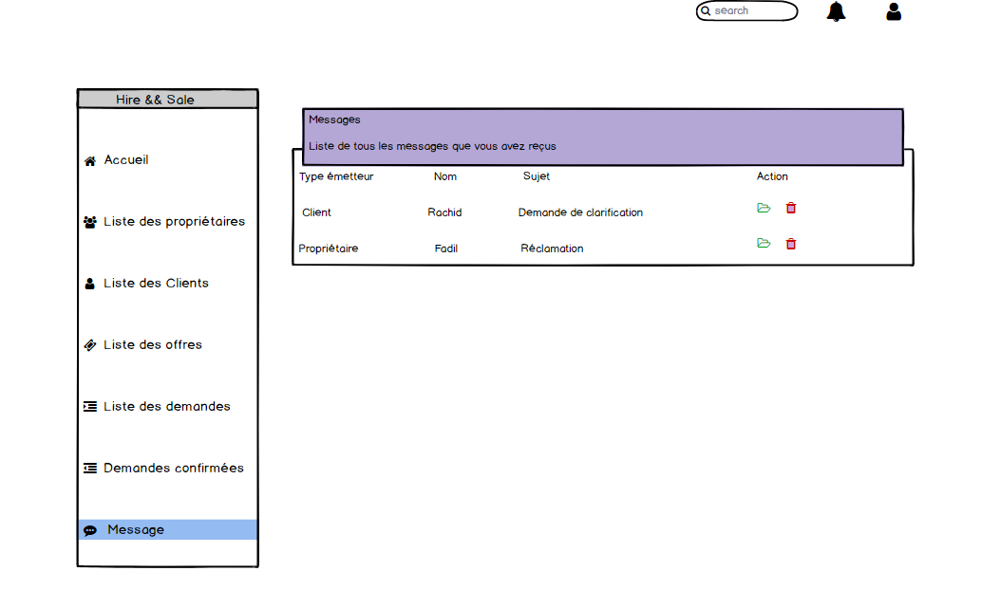 search
Hire && Sale
Accueil
Liste des propriétaires
Liste des Clients
Liste des offres
Liste des demandes
Demandes confirmées
Message
Messages
Liste de tous les messages que vous avez reçus
Type émetteur Nom Sujet Action
Client Rachid Demande de clarification
Propriétaire Fadil Réclamation